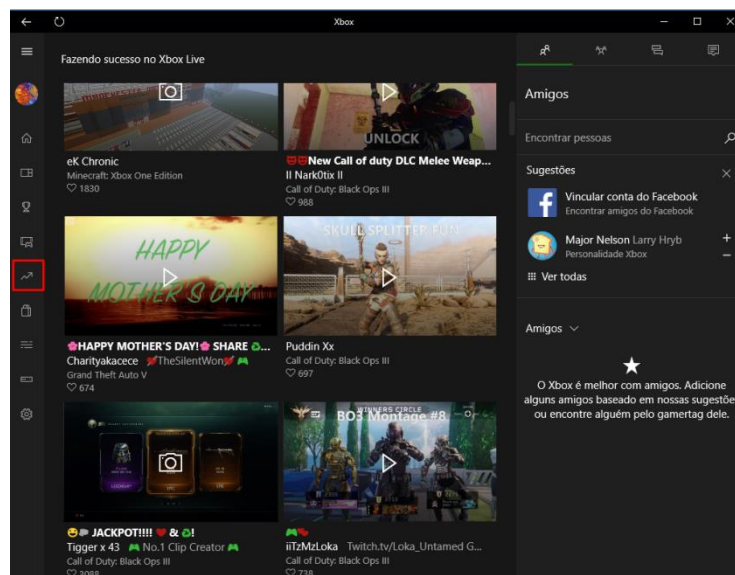 Xbox
Fazendo sucesso no Xbox Live
eK Chronic
Minecraft: Xbox One Edition
1830
UNLOCK
New Call of duty DLC Melee Weap...
II Nark0tix II
Call of Duty: Black Ops III
988
HAPPY
MOTHER'S DAY
HAPPY MOTHER'S DAY! SHARE ...
Charityakacece TheSilentWon
Grand Theft Auto V
674
SKULL SPLITTER FUN
Puddin Xx
Call of Duty: Black Ops III
697
JACKPOT!!!! & !
Tigger x 43 No.1 Clip Creator
Call of Duty: Black Ops III
2088
WINNERS CIRCLE
BO3 Montage #8
iiTzMzLoka Twitch.tv/Loka_Untamed G...
Call of Duty: Black Ops III
738
Amigos
Encontrar pessoas
Sugestões
Vincular conta do Facebook
Encontrar amigos do Facebook
Major Nelson Larry Hryb
Personalidade Xbox
Ver todas
Amigos
O Xbox é melhor com amigos. Adicione
alguns amigos baseado em nossas sugestõe
ou encontre alguém pelo gamertag dele.